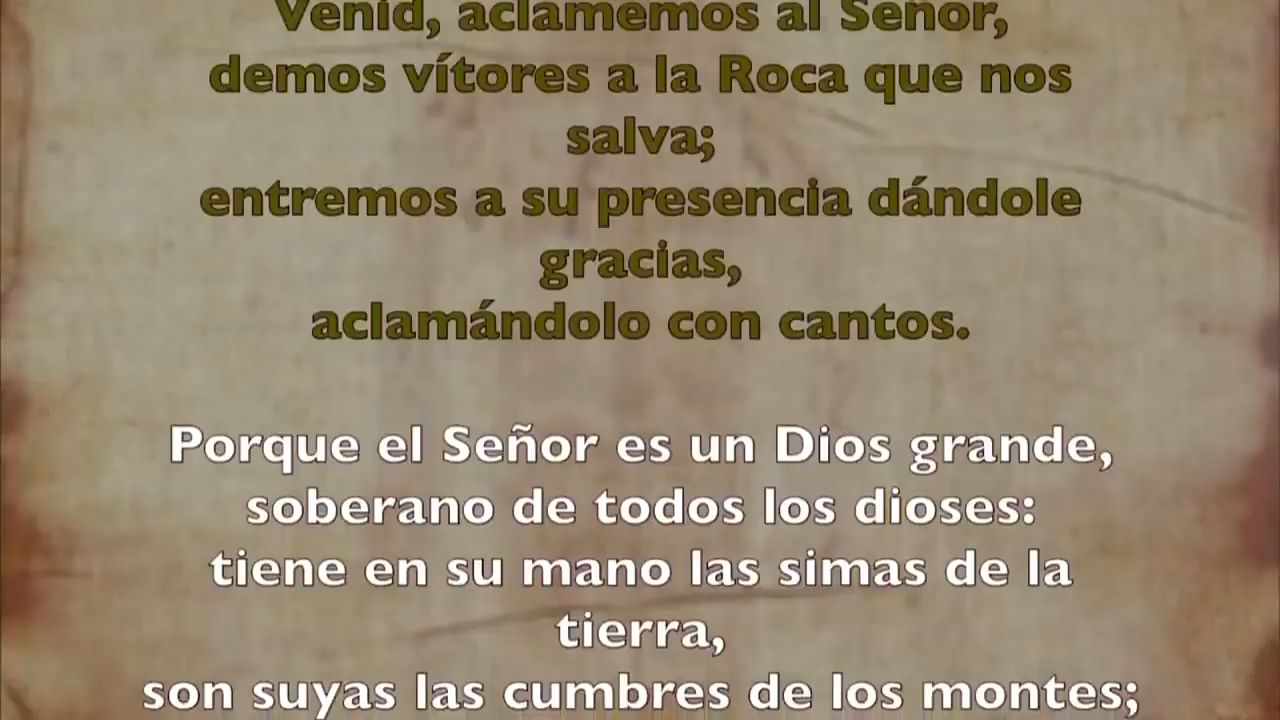 Venid, aclamemos al Señor,
demos vítores a la Roca que nos
salva;
entremos a su presencia dándole
gracias,
aclamándolo con cantos.
Porque el Señor es un Dios grande,
soberano de todos los dioses:
tiene en su mano las simas de la
tierra,
son suyas las cumbres de los montes;